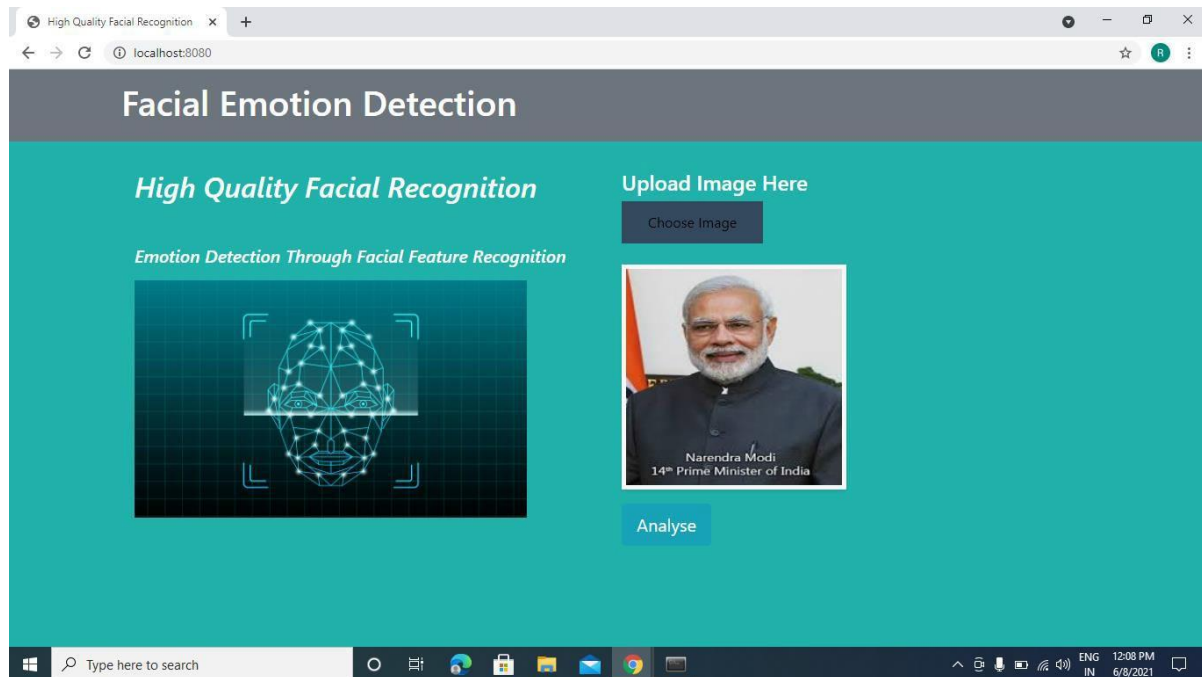 High Quality Facial Recognition
localhost:8080
R
Facial Emotion Detection
High Quality Facial Recognition
Emotion Detection Through Facial Feature Recognition
Upload Image Here
Choose Image
Narendra Modi
14th Prime Minister of India
Analyse
Type here to search
ENG
IN
12:08 PM
6/8/2021